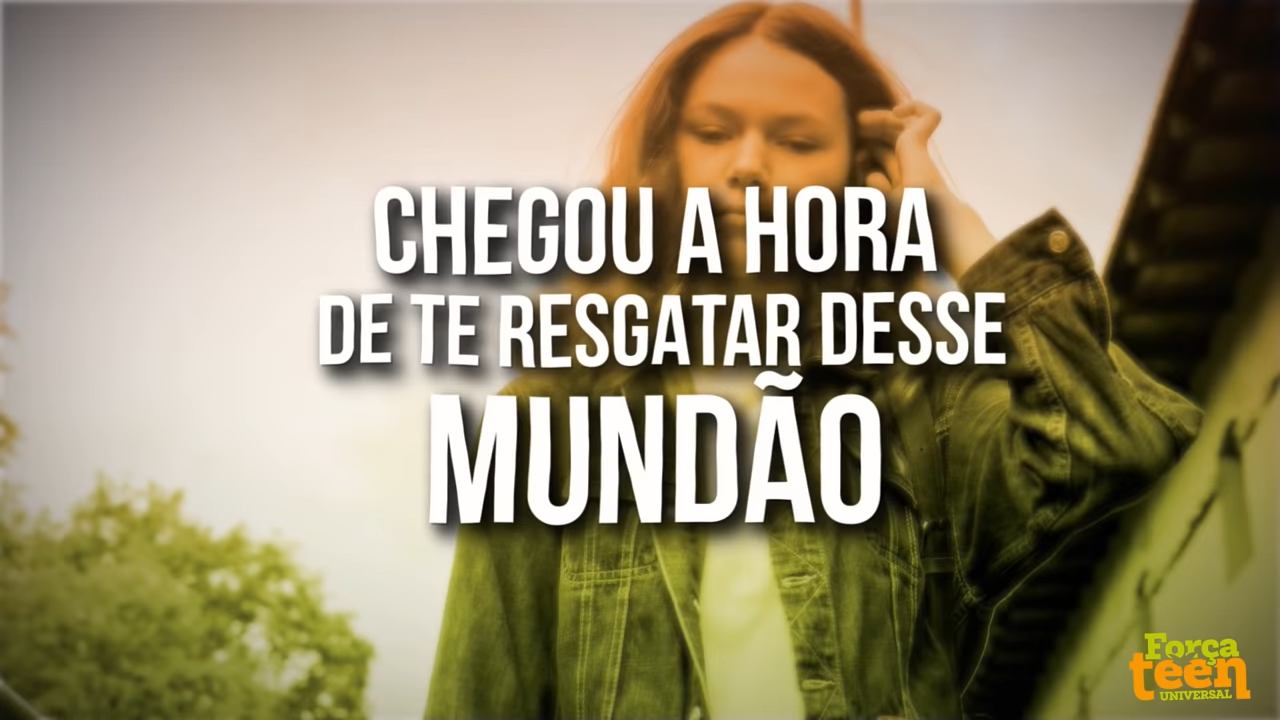 CHEGOU A HORA
DE TE RESGATAR DESSE
MUNDÃO
Força
teen
UNIVERSAL